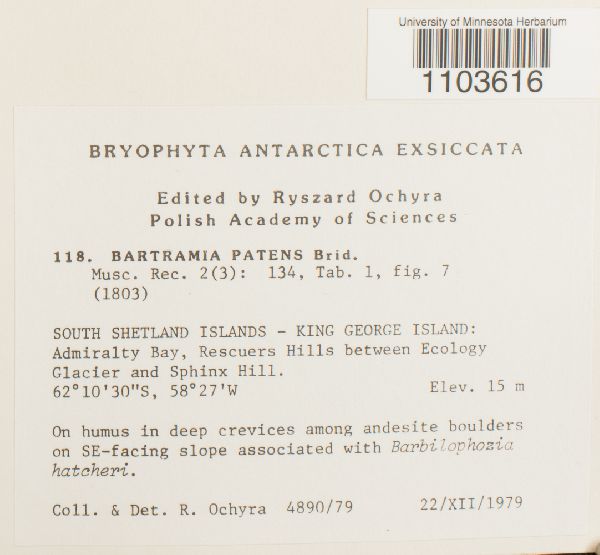 University of Minnesota Herbarium
1103616
BRYOPHYTA ANTARCTICA EXSICCATA
Edited by Ryszard Ochyra
Polish Academy of Sciences
118. BARTRAMIA PATENS Brid.
Musc. Rec. 2(3): 134, Tab. 1, fig. 7
(1803)
SOUTH SHETLAND ISLANDS - KING GEORGE ISLAND:
Admiralty Bay, Rescuers Hills between Ecology
Glacier and Sphinx Hill.
62°10'30"S, 58°27'W Elev. 15 m
On humus in deep crevices among andesite boulders
on SE-facing slope associated with Barbilophozia
hatcheri.
Coll. & Det. R. Ochyra 4890/79 22/XII/1979